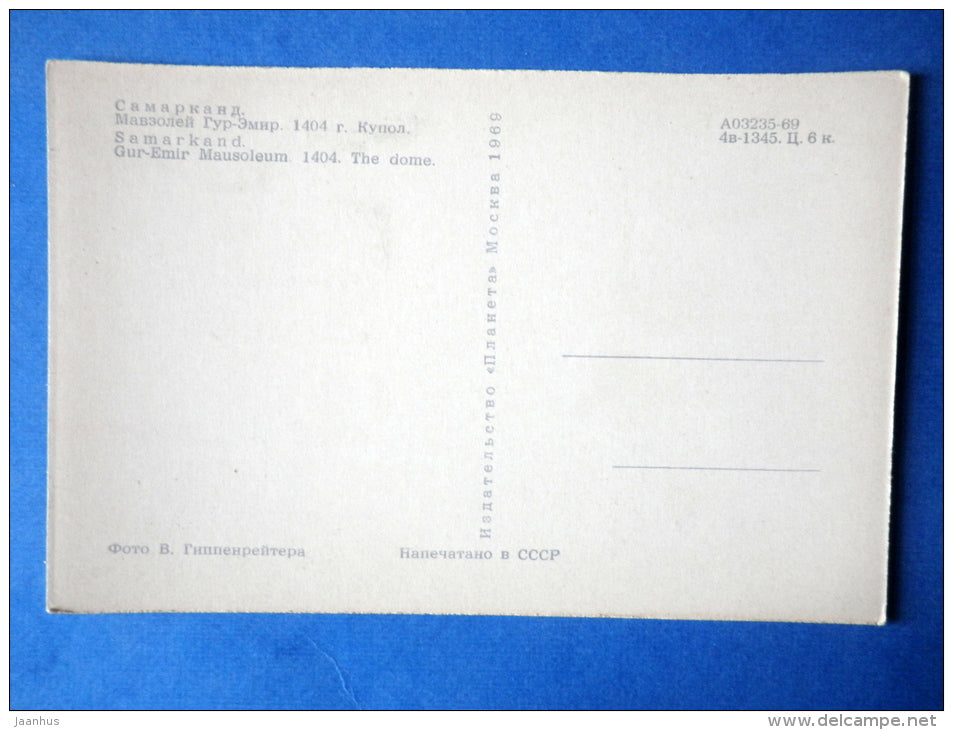 Самарканд.
Мавзолей Гур-Эмир. 1404 г. Купол.
Samarkand.
Gur-Emir Mausoleum. 1404. The dome.
А03235-69
4в-1345. Ц. 6 к.
Издательство «Планета» Москва 1969
Фото В. Гиппенрейтера
Напечатано в СССР
jaanhus
www.delcampe.net